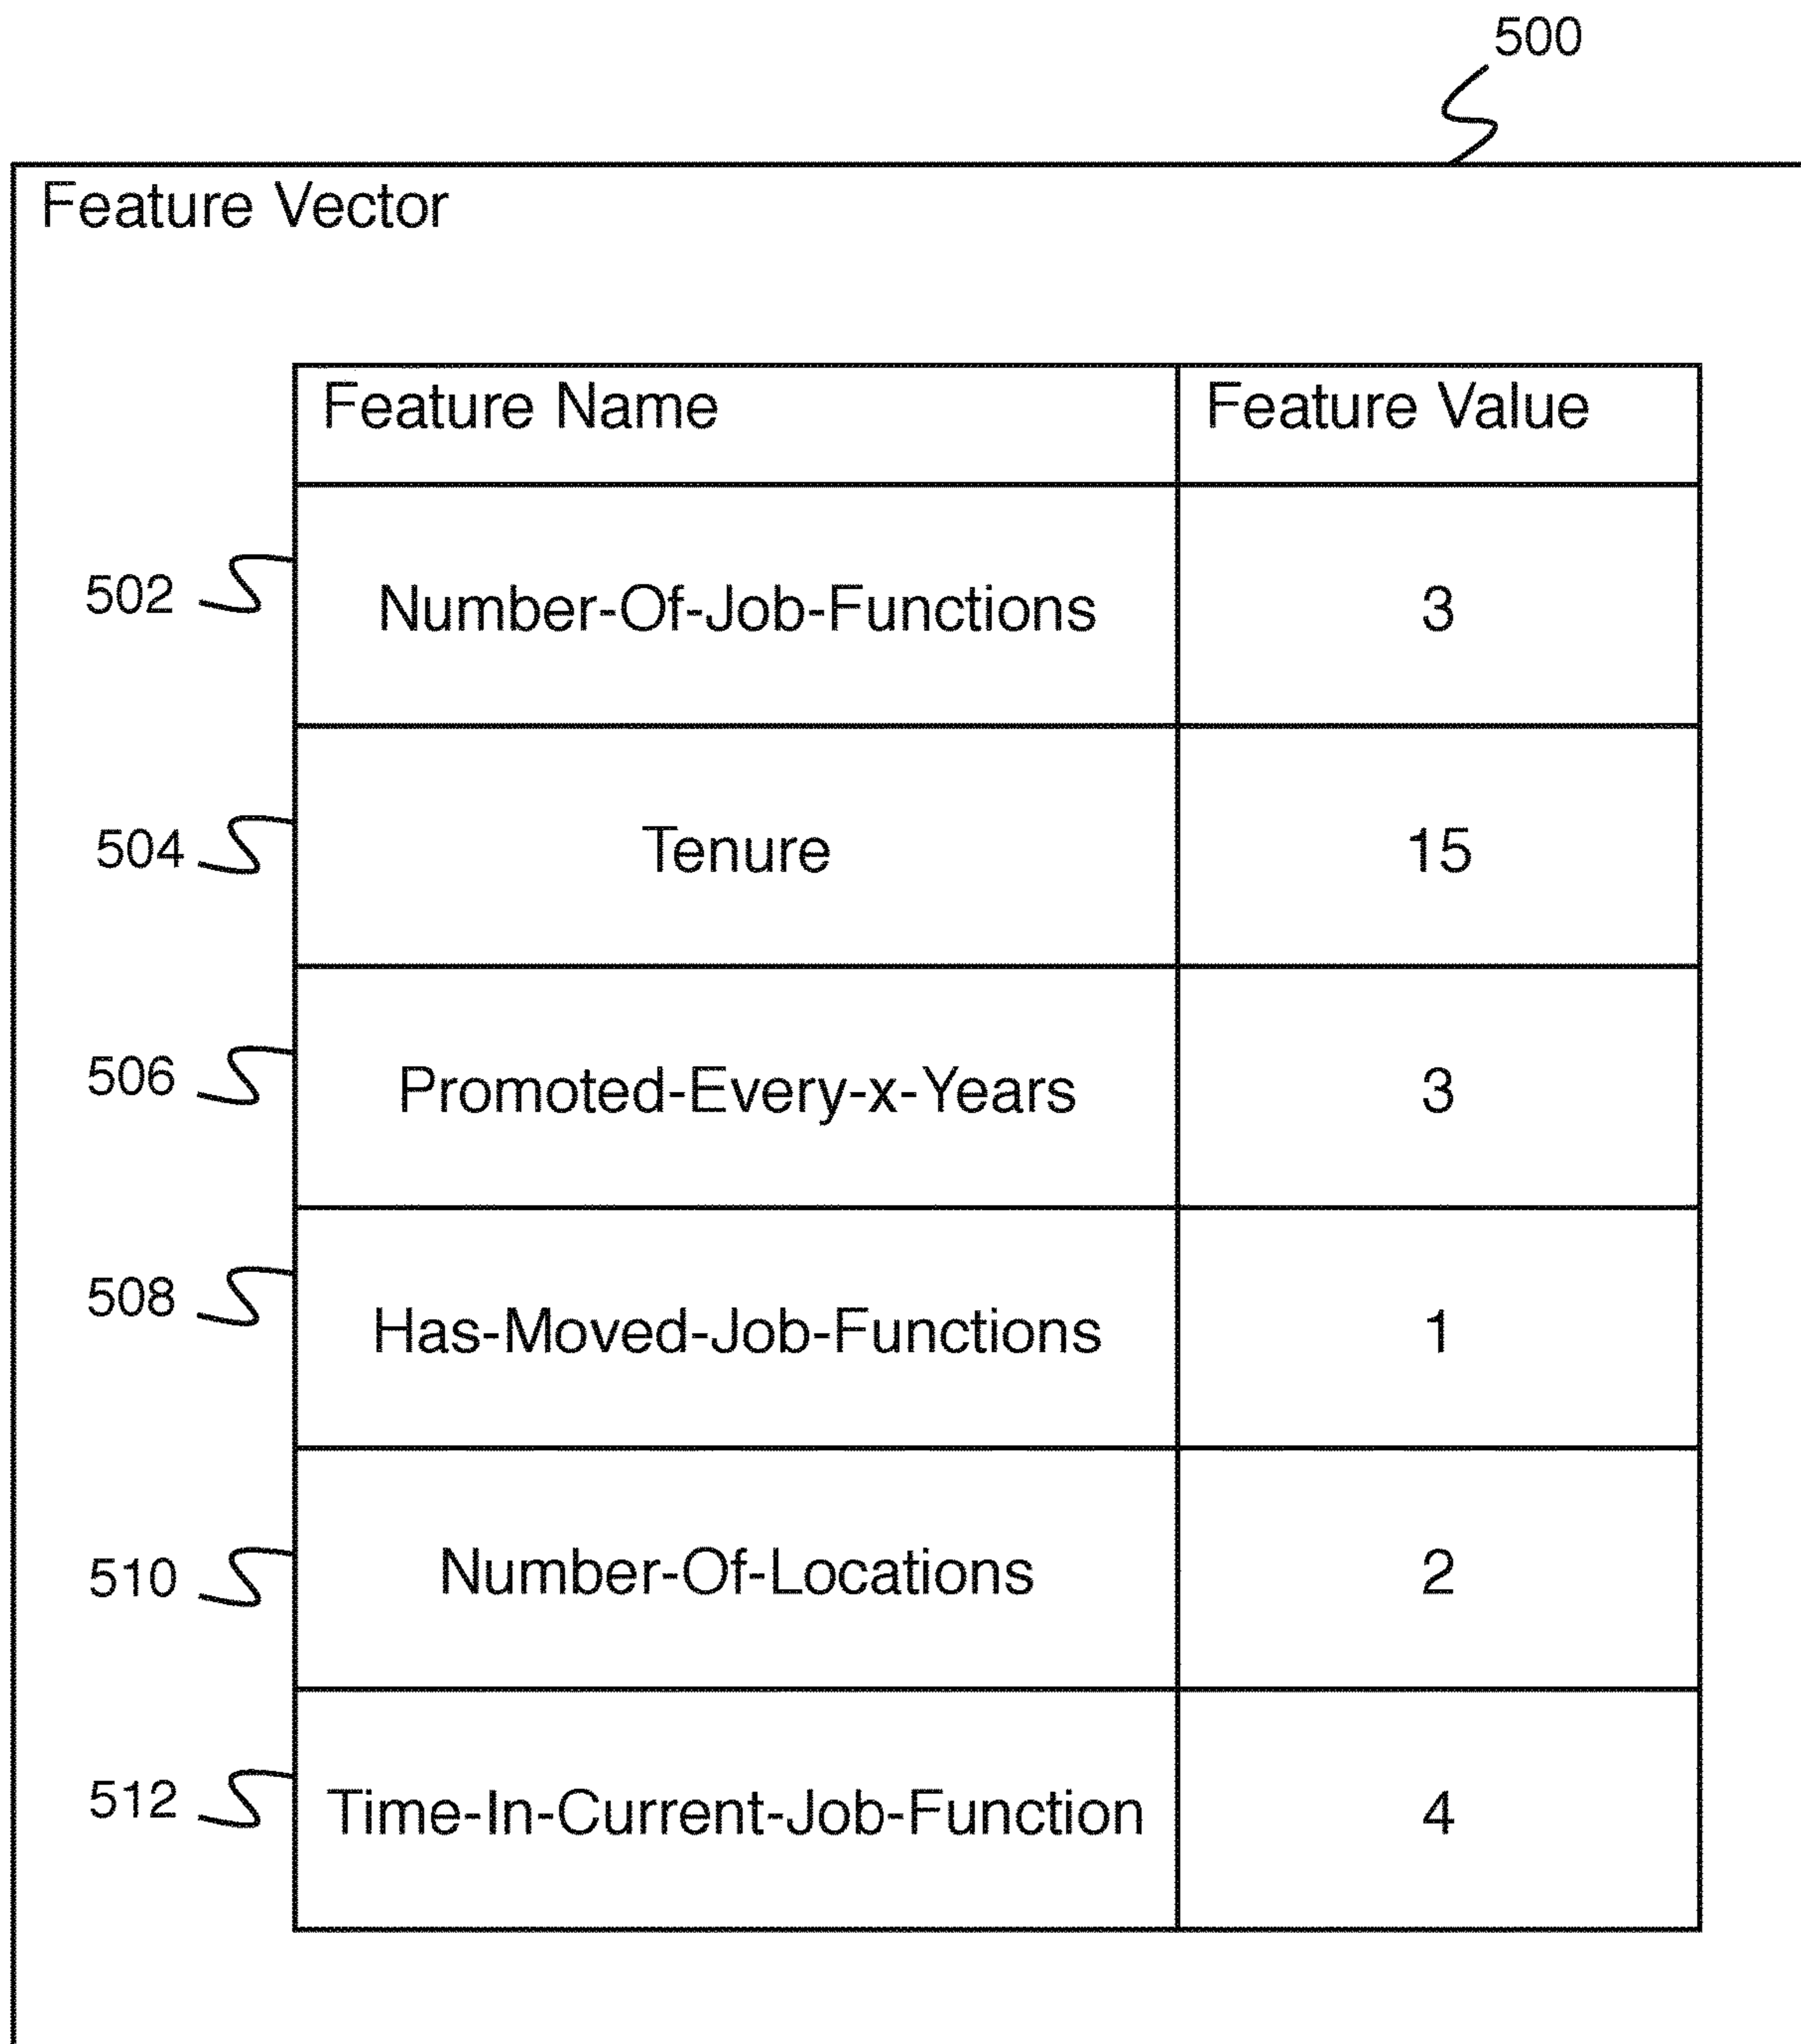 500
Feature Vector
Feature Name Feature Value
502 Number-Of-Job-Functions 3
504 Tenure 15
506 Promoted-Every-x-Years 3
508 Has-Moved-Job-Functions 1
510 Number-Of-Locations 2
512 Time-In-Current-Job-Function 4